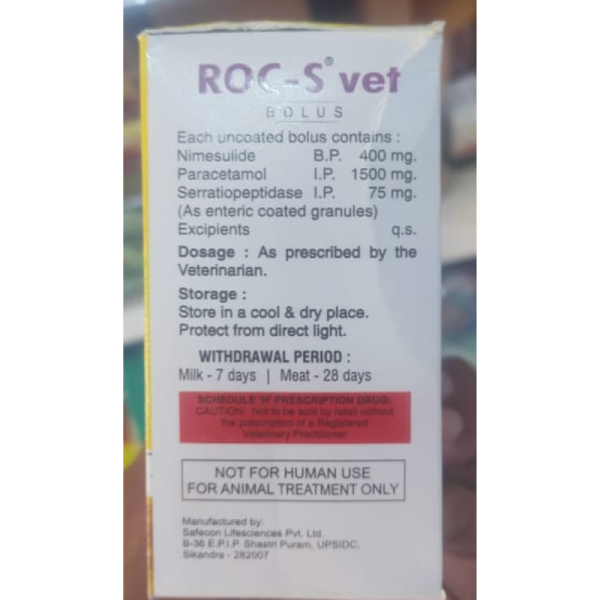 ROC-S® vet
BOLUS
Each uncoated bolus contains :
Nimesulide B.P. 400 mg.
Paracetamol I.P. 1500 mg.
Serratiopeptidase I.P. 75 mg.
(As enteric coated granules)
Excipients q.s.
Dosage : As prescribed by the
Veterinarian.
Storage :
Store in a cool & dry place.
Protect from direct light.
WITHDRAWAL PERIOD :
Milk - 7 days | Meat - 28 days
SCHEDULE 'H' PRESCRIPTION DRUG:
CAUTION: Not to be sold by retail without
the prescription of a Registered
Veterinary Practitioner
NOT FOR HUMAN USE
FOR ANIMAL TREATMENT ONLY
Manufactured by:
Safecon Lifesciences Pvt. Ltd.
B-36 E.P.I.P. Shastri Puram, UPSIDC,
Sikandra - 282007